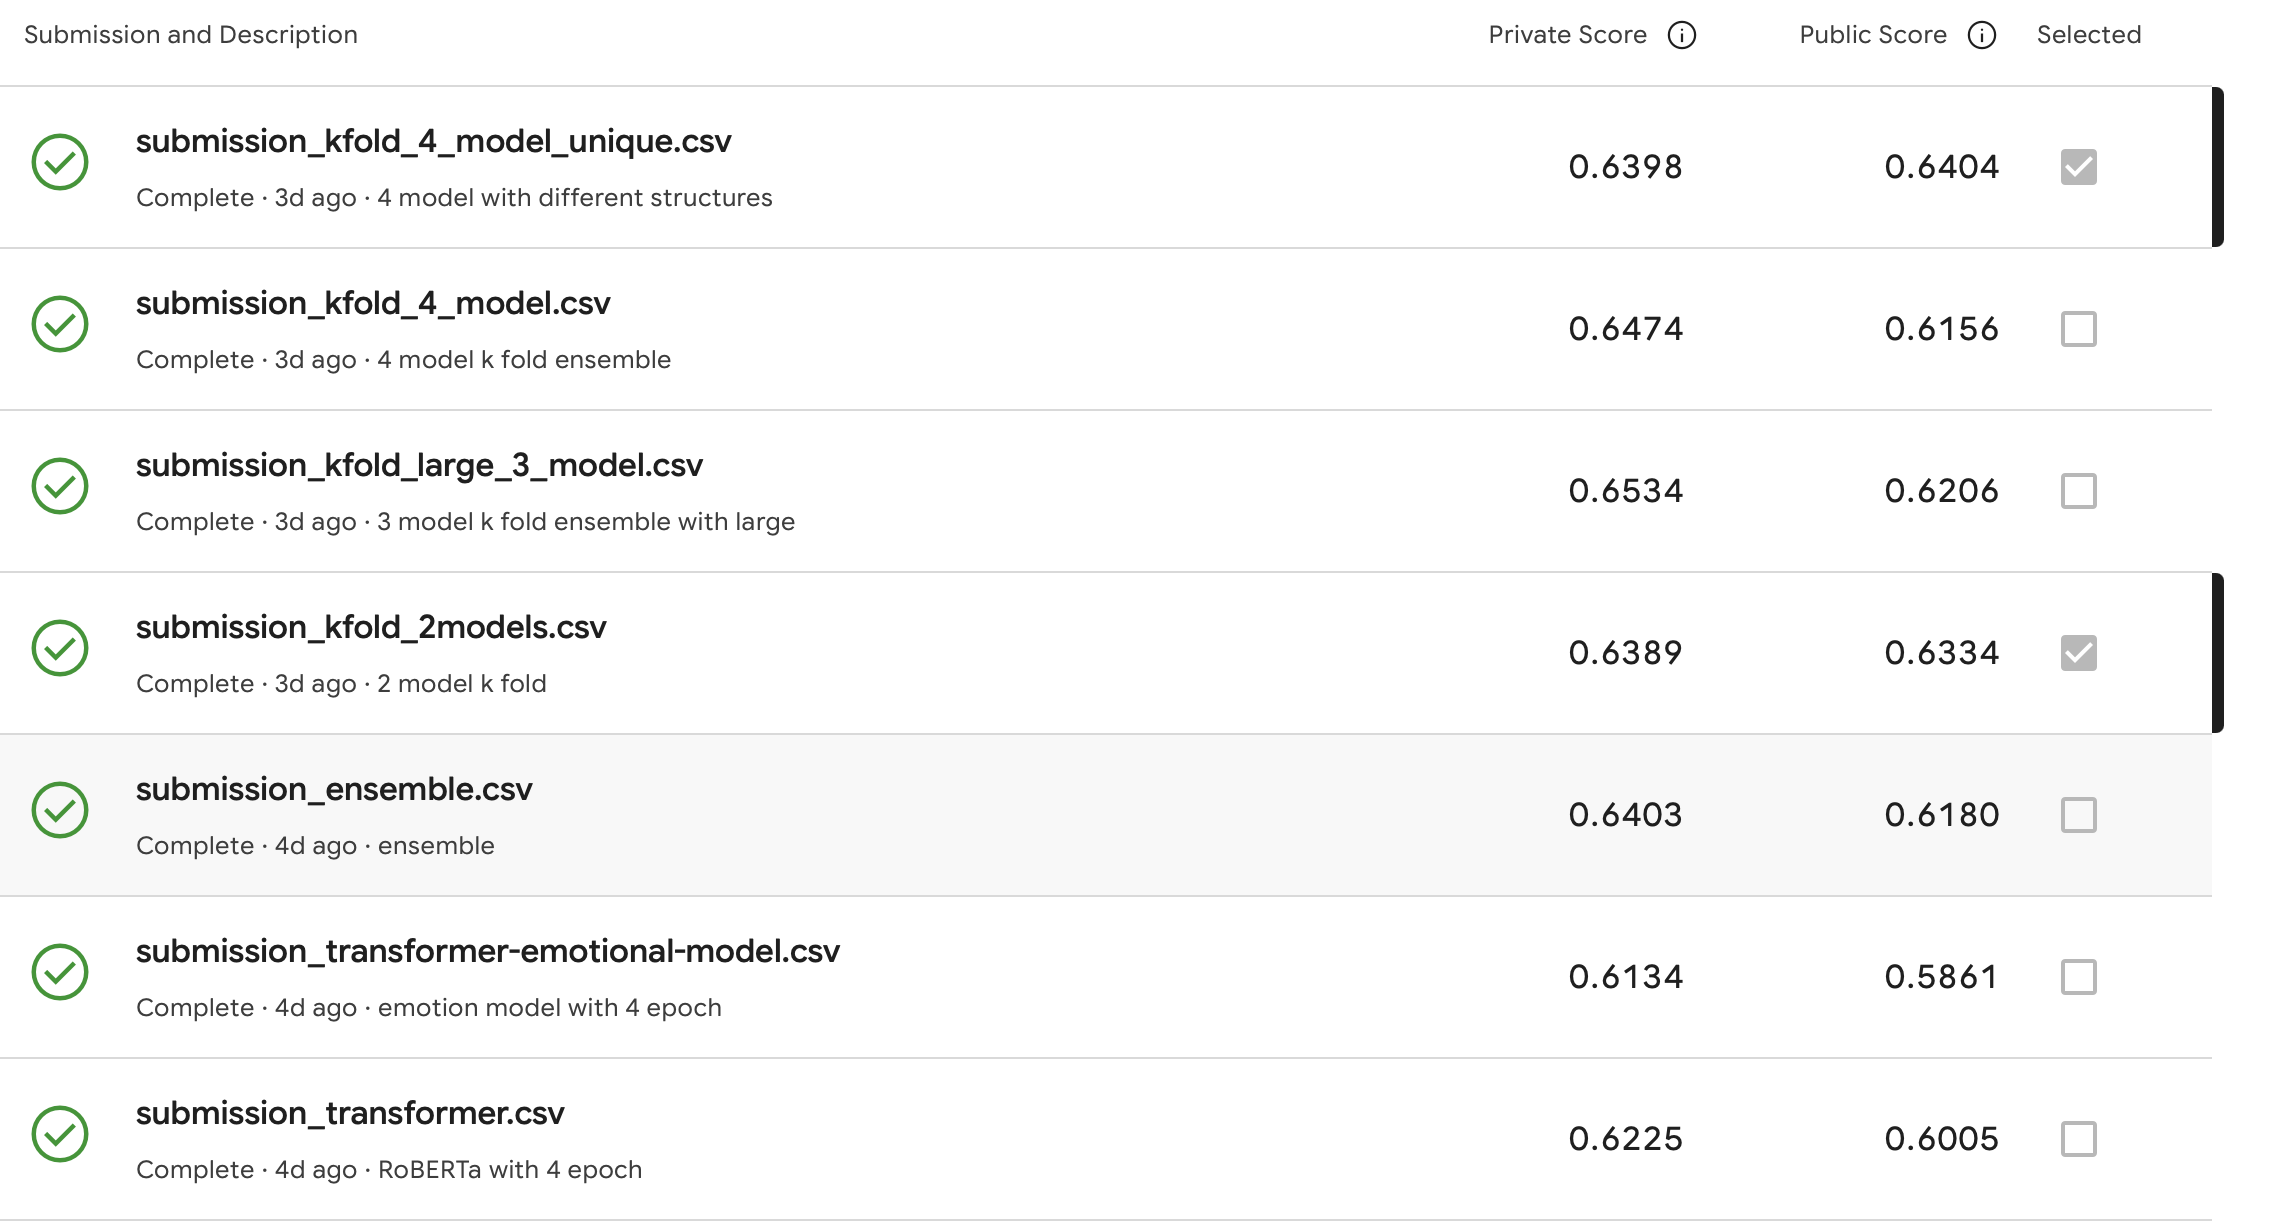 Submission and Description Private Score Public Score Selected
submission_kfold_4_model_unique.csv
Complete · 3d ago · 4 model with different structures
0.6398 0.6404
submission_kfold_4_model.csv
Complete · 3d ago · 4 model k fold ensemble
0.6474 0.6156
submission_kfold_large_3_model.csv
Complete · 3d ago · 3 model k fold ensemble with large
0.6534 0.6206
submission_kfold_2models.csv
Complete · 3d ago · 2 model k fold
0.6389 0.6334
submission_ensemble.csv
Complete · 4d ago · ensemble
0.6403 0.6180
submission_transformer-emotional-model.csv
Complete · 4d ago · emotion model with 4 epoch
0.6134 0.5861
submission_transformer.csv
Complete · 4d ago · RoBERTa with 4 epoch
0.6225 0.6005